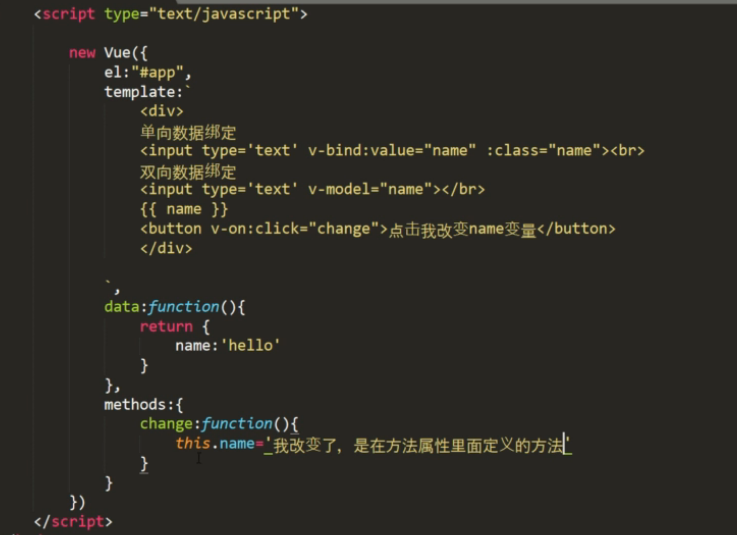 <script type="text/javascript">
new Vue({
el:"#app",
template:`
<div>
单向数据绑定
<input type='text' v-bind:value="name" :class="name"><br>
双向数据绑定
<input type='text' v-model="name"></br>
{{ name }}
<button v-on:click="change">点击我改变name变量</button>
</div>
`,
data:function(){
return {
name:'hello'
}
},
methods:{
change:function(){
this.name='我改变了，是在方法属性里面定义的方法'
}
}
})
</script>